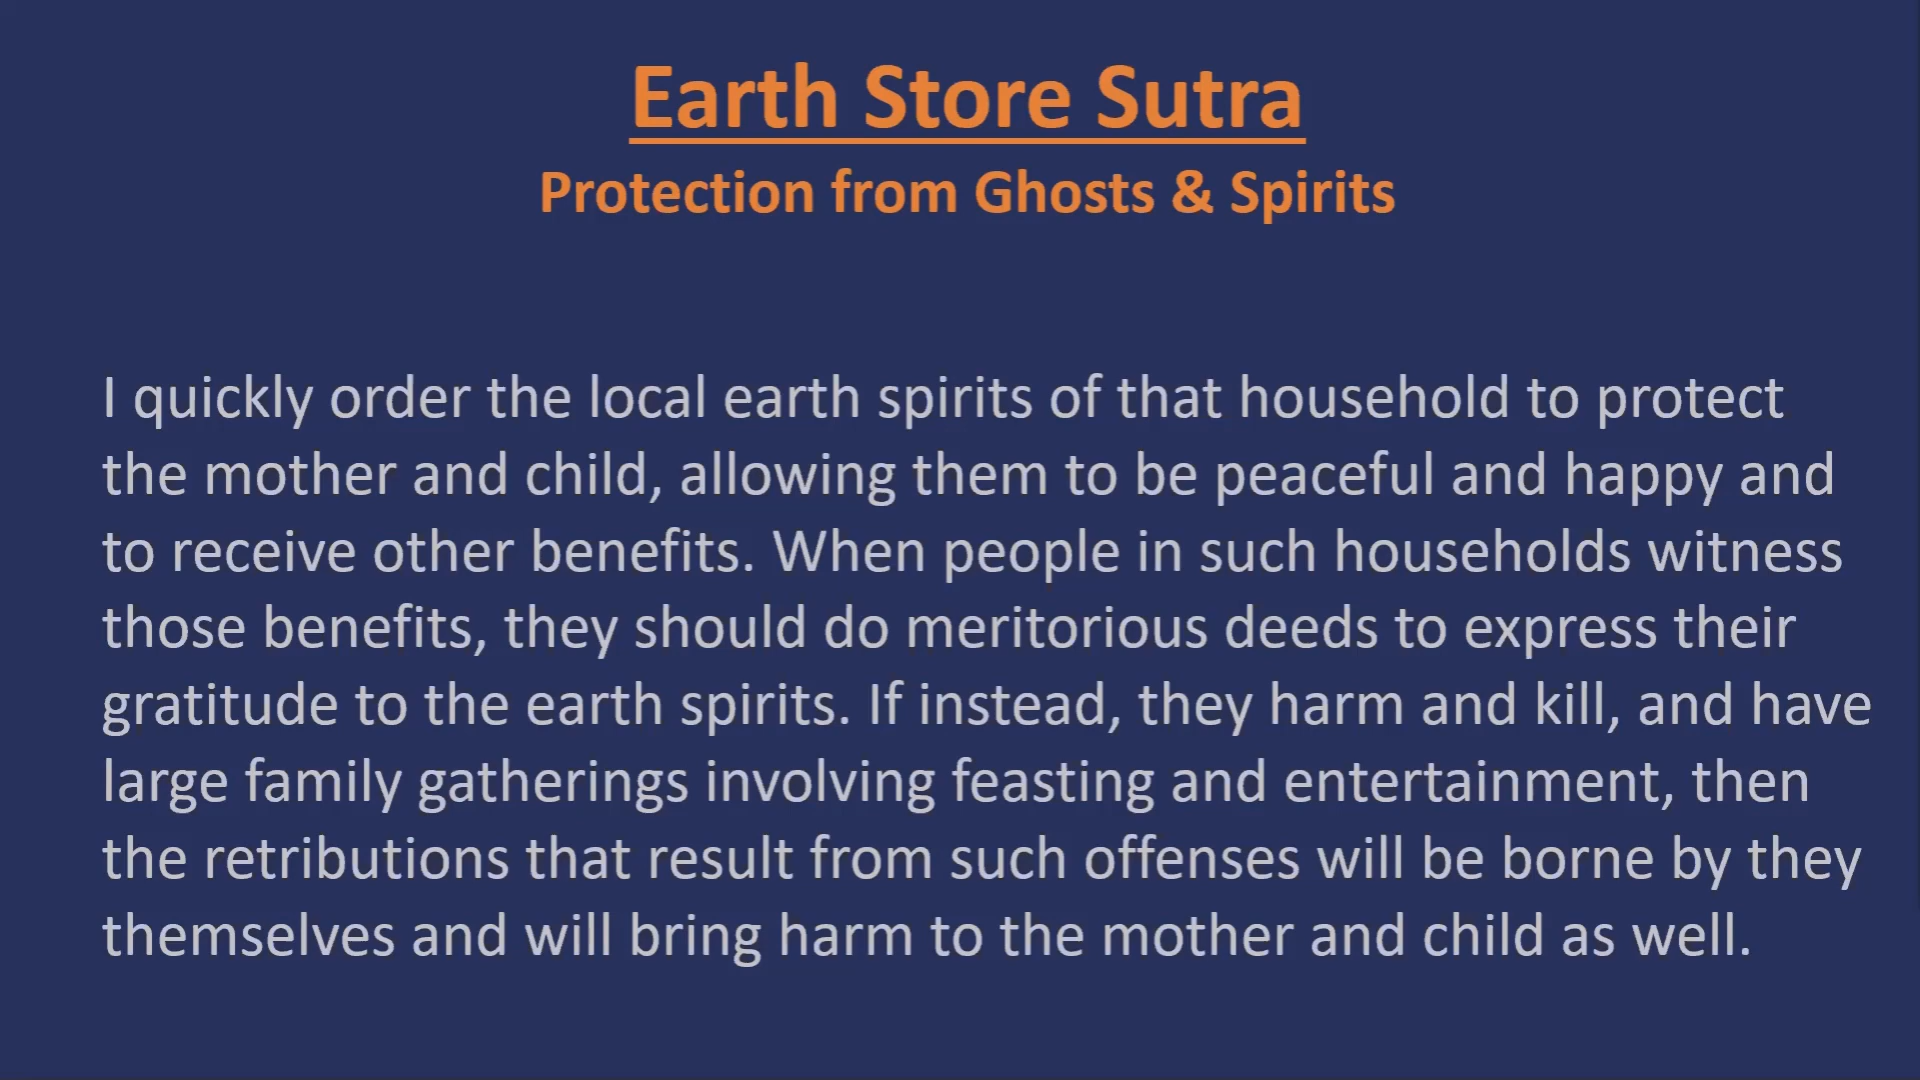 Earth Store Sutra
Protection from Ghosts & Spirits
I quickly order the local earth spirits of that household to protect
the mother and child, allowing them to be peaceful and happy and
to receive other benefits. When people in such households witness
those benefits, they should do meritorious deeds to express their
gratitude to the earth spirits. If instead, they harm and kill, and have
large family gatherings involving feasting and entertainment, then
the retributions that result from such offenses will be borne by they
themselves and will bring harm to the mother and child as well.